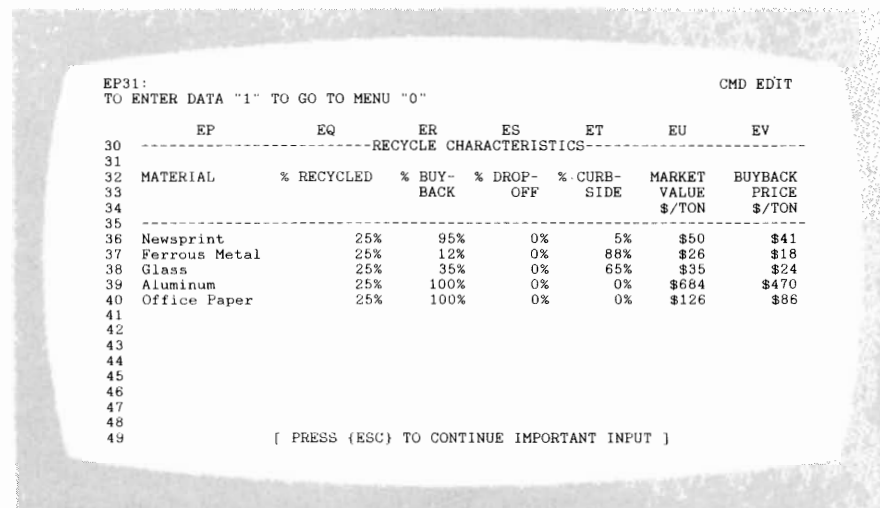 EP31: CMD EDIT
TO ENTER DATA "1" TO GO TO MENU "0"
EP EQ ER ES ET EU EV
30 ----------------------------RECYCLE CHARACTERISTICS---------------------------
31
32 MATERIAL % RECYCLED % BUY- % DROP- % CURB- MARKET BUYBACK
33 BACK OFF SIDE VALUE PRICE
34 $/TON $/TON
35 --------------------------------------------------------------------------------
36 Newsprint 25% 95% 0% 5% $50 $41
37 Ferrous Metal 25% 12% 0% 88% $26 $18
38 Glass 25% 35% 0% 65% $35 $24
39 Aluminum 25% 100% 0% 0% $684 $470
40 Office Paper 25% 100% 0% 0% $126 $86
41
42
43
44
45
46
47
48
49 [ PRESS {ESC} TO CONTINUE IMPORTANT INPUT ]